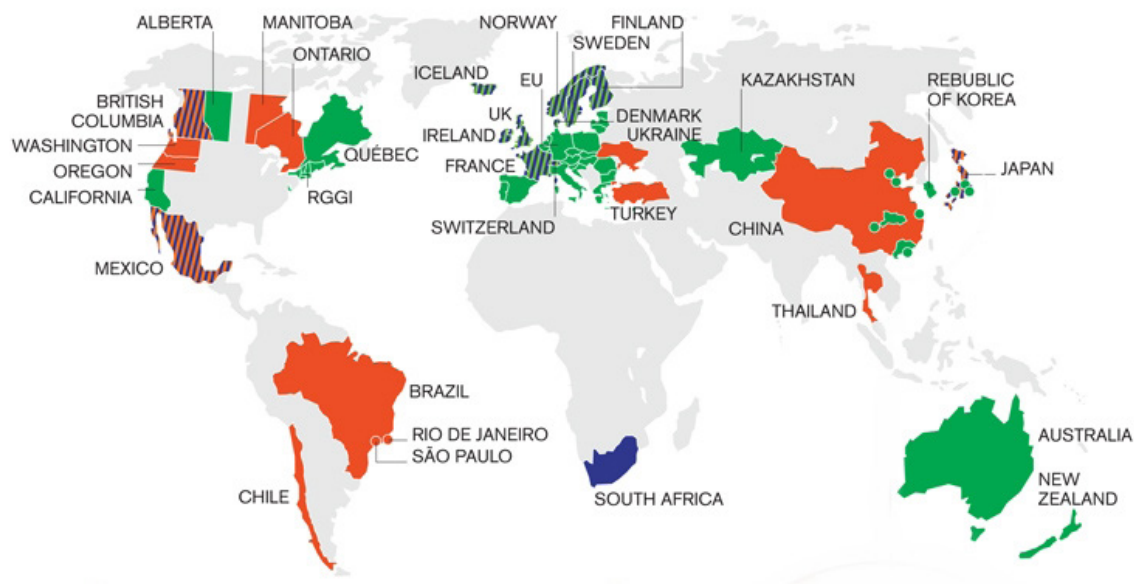 ALBERTA
MANITOBA
ONTARIO
BRITISH
COLUMBIA
WASHINGTON
OREGON
CALIFORNIA
QUÉBEC
RGGI
MEXICO
ICELAND
NORWAY
FINLAND
SWEDEN
EU
UK
IRELAND
FRANCE
DENMARK
UKRAINE
SWITZERLAND
TURKEY
KAZAKHSTAN
REBUBLIC
OF KOREA
JAPAN
CHINA
THAILAND
BRAZIL
RIO DE JANEIRO
SÃO PAULO
CHILE
SOUTH AFRICA
AUSTRALIA
NEW
ZEALAND